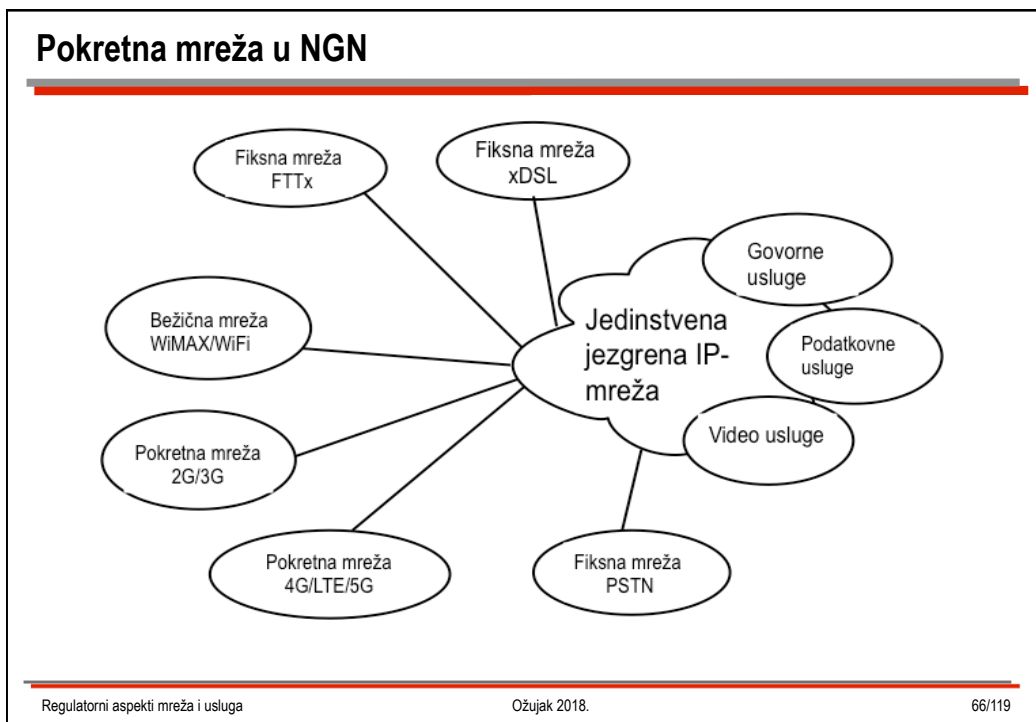 Pokretna mreža u NGN
Fiksna mreža
FTTx
Fiksna mreža
xDSL
Govorne
usluge
Bežična mreža
WiMAX/WiFi
Jedinstvena
jezgrena IP-
mreža
Podatkovne
usluge
Video usluge
Pokretna mreža
2G/3G
Pokretna mreža
4G/LTE/5G
Fiksna mreža
PSTN
Regulatorni aspekti mreža i usluga
Ožujak 2018.
66/119